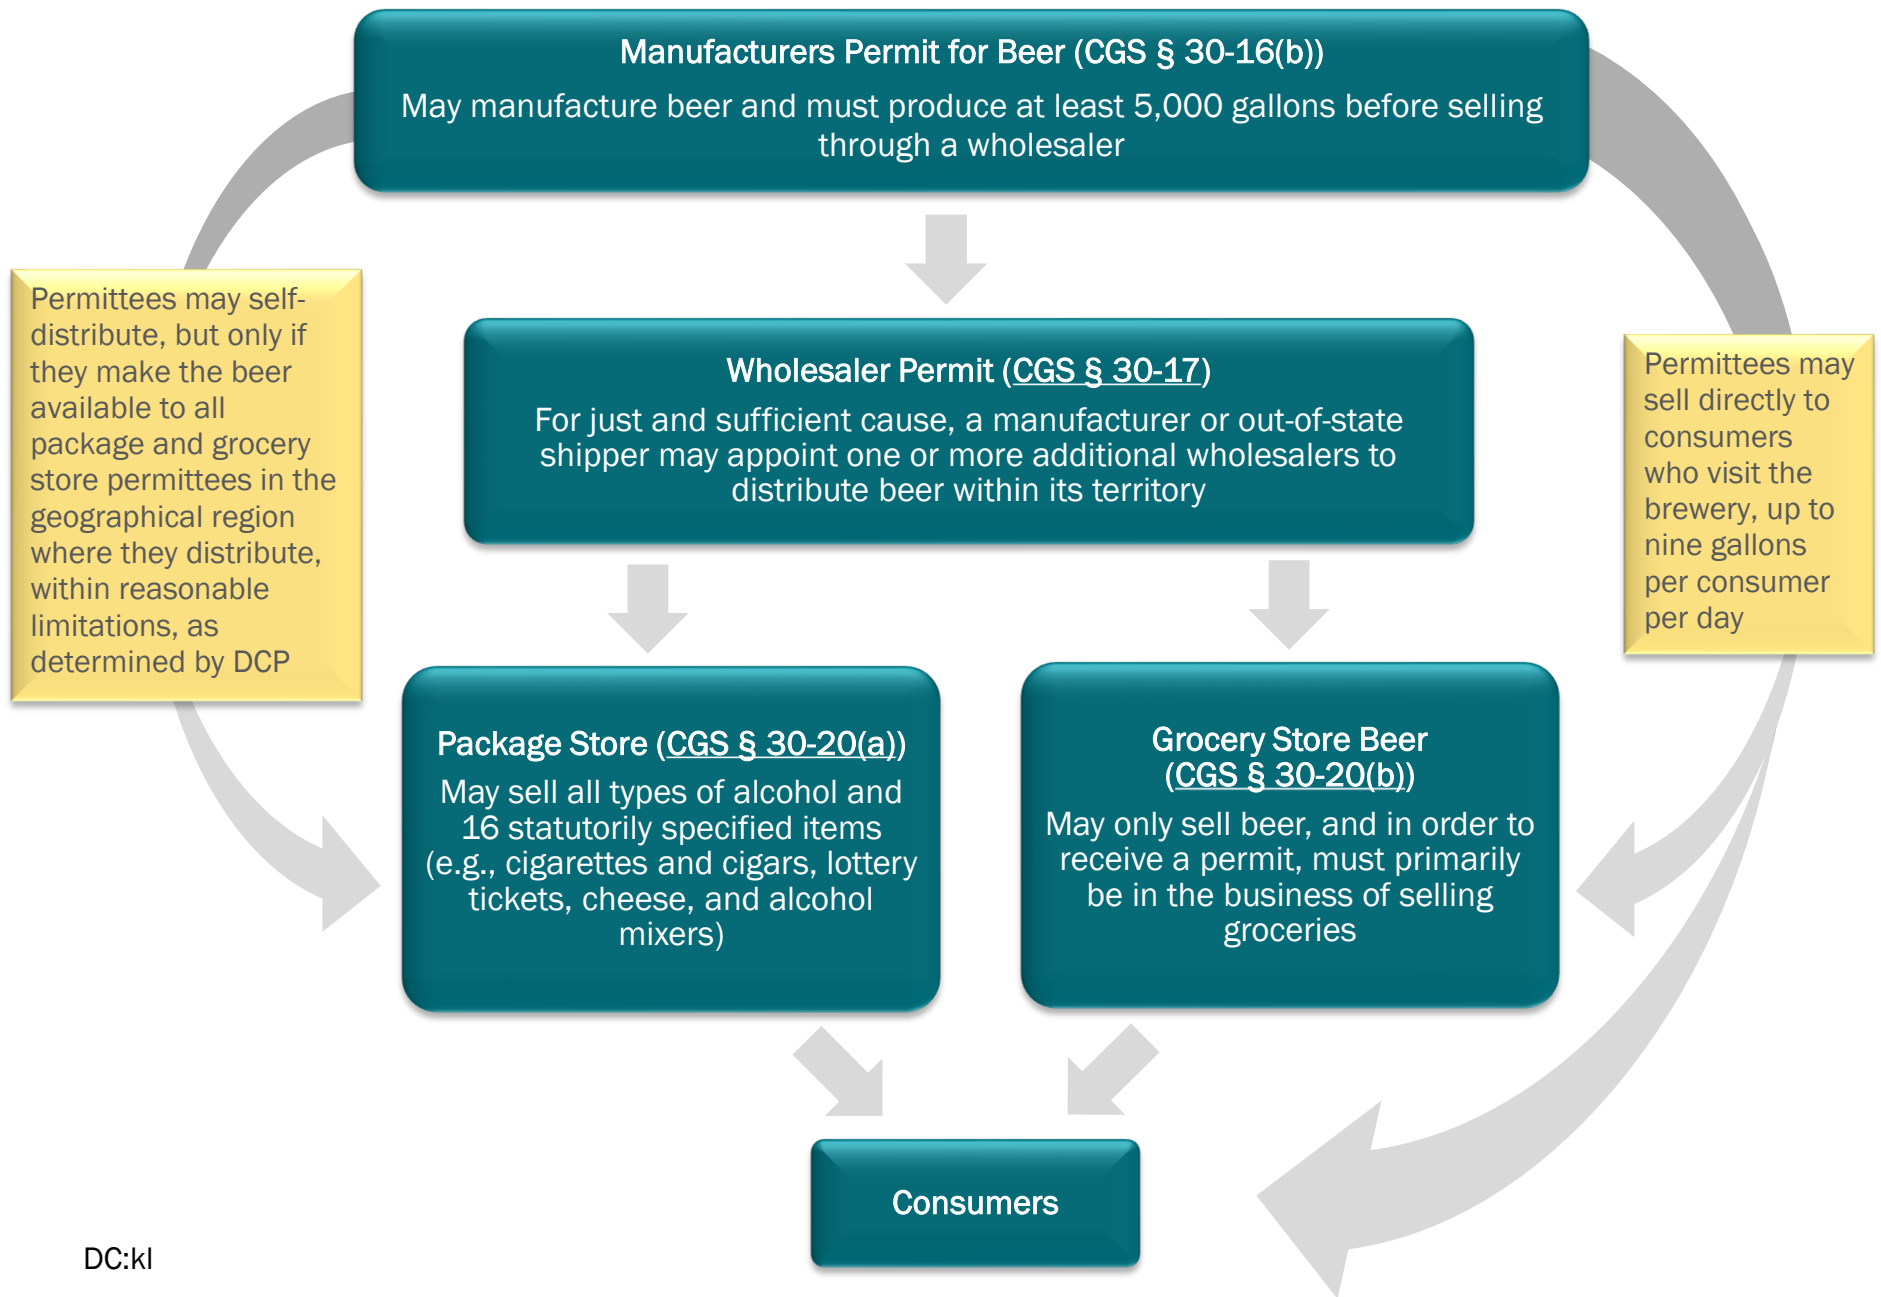 Manufacturers Permit for Beer (CGS § 30-16(b))
May manufacture beer and must produce at least 5,000 gallons before selling
through a wholesaler
Permittees may self-
distribute, but only if
they make the beer
available to all
package and grocery
store permittees in the
geographical region
where they distribute,
within reasonable
limitations, as
determined by DCP
Wholesaler Permit (CGS § 30-17)
For just and sufficient cause, a manufacturer or out-of-state
shipper may appoint one or more additional wholesalers to
distribute beer within its territory
Permittees may
sell directly to
consumers
who visit the
brewery, up to
nine gallons
per consumer
per day
Package Store (CGS § 30-20(a))
May sell all types of alcohol and
16 statutorily specified items
(e.g., cigarettes and cigars, lottery
tickets, cheese, and alcohol
mixers)
Grocery Store Beer
(CGS § 30-20(b))
May only sell beer, and in order to
receive a permit, must primarily
be in the business of selling
groceries
Consumers
DC:kl